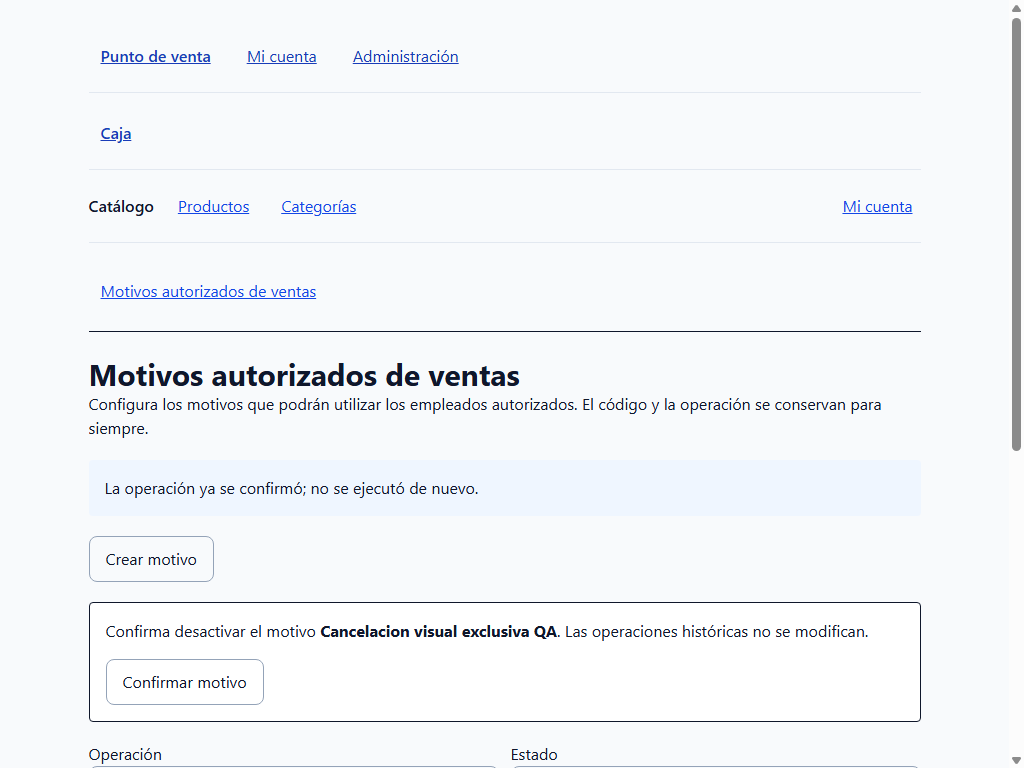 Punto de venta Mi cuenta Administración
Caja
Catálogo Productos Categorías Mi cuenta
Motivos autorizados de ventas
Motivos autorizados de ventas
Configura los motivos que podrán utilizar los empleados autorizados. El código y la operación se conservan para
siempre.
La operación ya se confirmó; no se ejecutó de nuevo.
Crear motivo
Confirma desactivar el motivo Cancelacion visual exclusiva QA. Las operaciones históricas no se modifican.
Confirmar motivo
Operación Estado